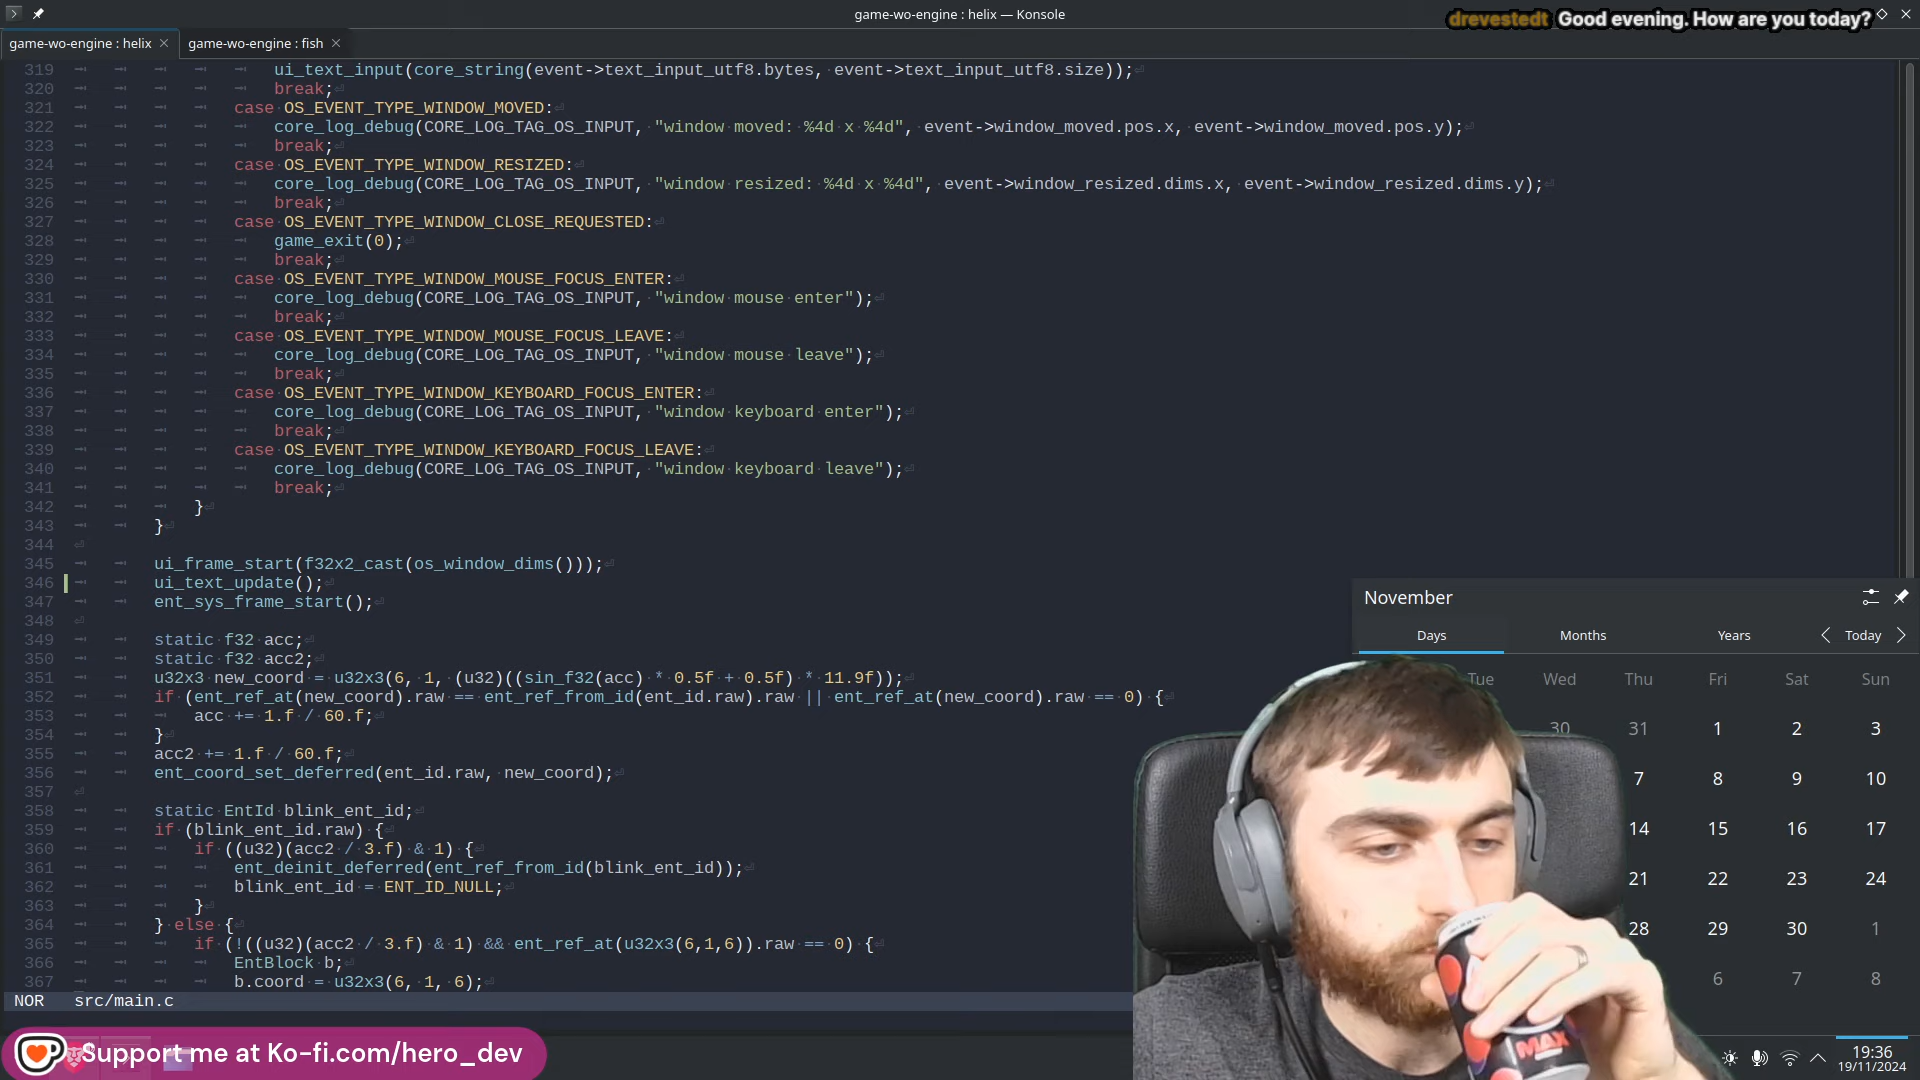 game-wo-engine : helix — Konsole
drevestedt Good evening. How are you today?
game-wo-engine : helix
game-wo-engine : fish
319 ui_text_input(core_string(event->text_input_utf8.bytes, event->text_input_utf8.size));
320 break;
321 case OS_EVENT_TYPE_WINDOW_MOVED:
322 core_log_debug(CORE_LOG_TAG_OS_INPUT, "window moved: %4d x %4d", event->window_moved.pos.x, event->window_moved.pos.y);
323 break;
324 case OS_EVENT_TYPE_WINDOW_RESIZED:
325 core_log_debug(CORE_LOG_TAG_OS_INPUT, "window resized: %4d x %4d", event->window_resized.dims.x, event->window_resized.dims.y);
326 break;
327 case OS_EVENT_TYPE_WINDOW_CLOSE_REQUESTED:
328 game_exit(0);
329 break;
330 case OS_EVENT_TYPE_WINDOW_MOUSE_FOCUS_ENTER:
331 core_log_debug(CORE_LOG_TAG_OS_INPUT, "window mouse enter");
332 break;
333 case OS_EVENT_TYPE_WINDOW_MOUSE_FOCUS_LEAVE:
334 core_log_debug(CORE_LOG_TAG_OS_INPUT, "window mouse leave");
335 break;
336 case OS_EVENT_TYPE_WINDOW_KEYBOARD_FOCUS_ENTER:
337 core_log_debug(CORE_LOG_TAG_OS_INPUT, "window keyboard enter");
338 break;
339 case OS_EVENT_TYPE_WINDOW_KEYBOARD_FOCUS_LEAVE:
340 core_log_debug(CORE_LOG_TAG_OS_INPUT, "window keyboard leave");
341 break;
342 }
343 }
344
345 ui_frame_start(f32x2_cast(os_window_dims()));
346 ui_text_update();
347 ent_sys_frame_start();
348
349 static f32 acc;
350 static f32 acc2;
351 u32x3 new_coord = u32x3(6, 1, (u32)((sin_f32(acc) * 0.5f + 0.5f) * 11.9f));
352 if (ent_ref_at(new_coord).raw == ent_ref_from_id(ent_id.raw).raw || ent_ref_at(new_coord).raw == 0) {
353 acc += 1.f / 60.f;
354 }
355 acc2 += 1.f / 60.f;
356 ent_coord_set_deferred(ent_id.raw, new_coord);
357
358 static EntId blink_ent_id;
359 if (blink_ent_id.raw) {
360 if ((u32)(acc2 / 3.f) & 1) {
361 ent_deinit_deferred(ent_ref_from_id(blink_ent_id));
362 blink_ent_id = ENT_ID_NULL;
363 }
364 } else {
365 if (!((u32)(acc2 / 3.f) & 1) && ent_ref_at(u32x3(6,1,6)).raw == 0) {
366 EntBlock b;
367 b.coord = u32x3(6, 1, 6);
NOR src/main.c
November
Days Months Years Today
Tue Wed Thu Fri Sat Sun
30 31 1 2 3
7 8 9 10
14 15 16 17
21 22 23 24
28 29 30 1
6 7 8
MAX
Support me at Ko-fi.com/hero_dev
19:36
19/11/2024